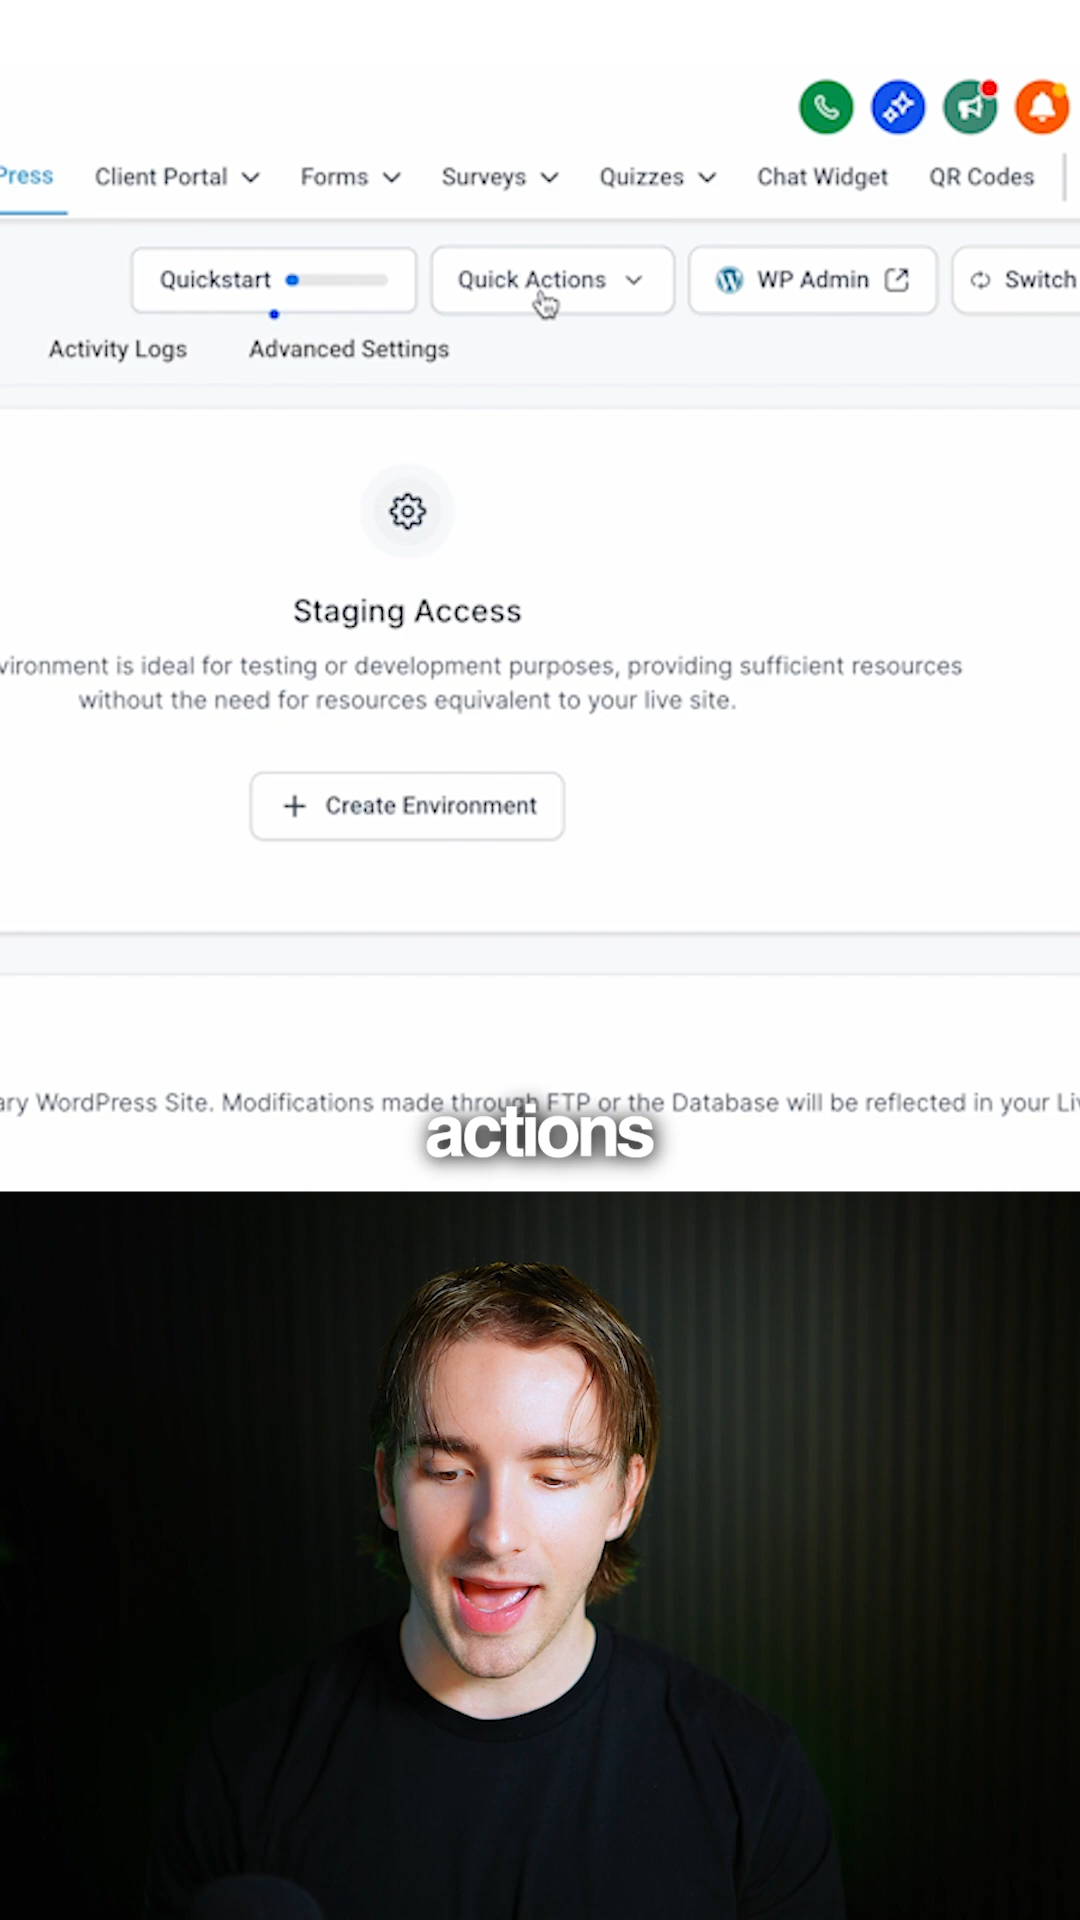 Press Client Portal Forms Surveys Quizzes Chat Widget QR Codes
Quickstart Quick Actions WP Admin Switch
Activity Logs Advanced Settings
Staging Access
vironment is ideal for testing or development purposes, providing sufficient resources
without the need for resources equivalent to your live site.
+ Create Environment
ary WordPress Site. Modifications made through FTP or the Database will be reflected in your Li
actions